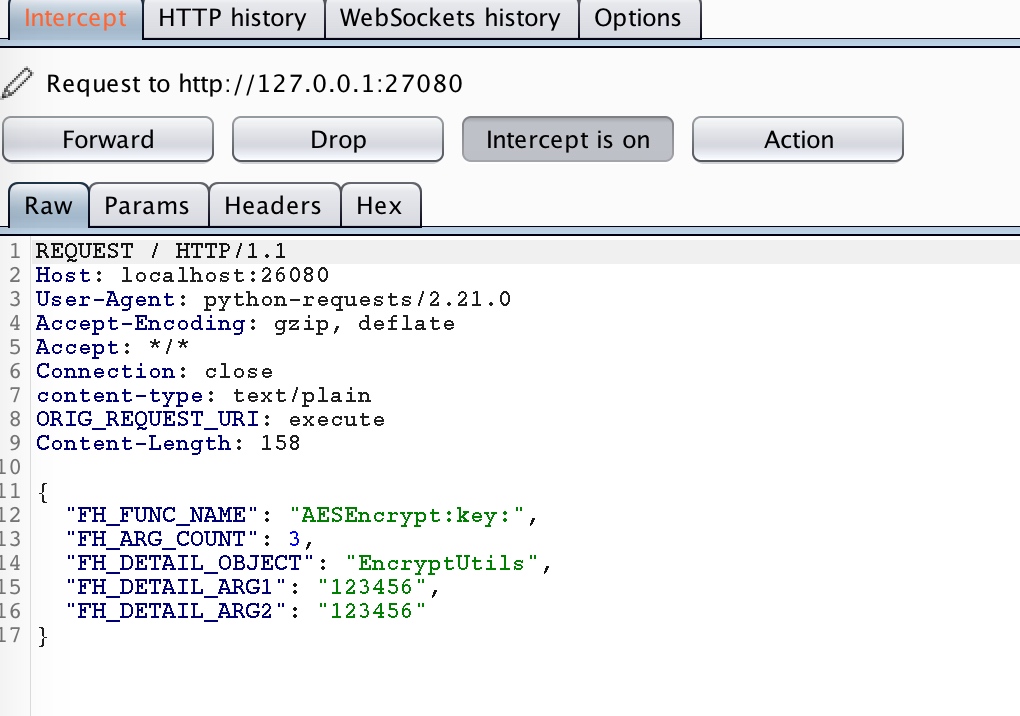 Intercept HTTP history WebSockets history Options
Request to http://127.0.0.1:27080
Forward Drop Intercept is on Action
Raw Params Headers Hex
1 REQUEST / HTTP/1.1
2 Host: localhost:26080
3 User-Agent: python-requests/2.21.0
4 Accept-Encoding: gzip, deflate
5 Accept: */*
6 Connection: close
7 content-type: text/plain
8 ORIG_REQUEST_URI: execute
9 Content-Length: 158
10
11 {
12 "FH_FUNC_NAME": "AESEncrypt:key:",
13 "FH_ARG_COUNT": 3,
14 "FH_DETAIL_OBJECT": "EncryptUtils",
15 "FH_DETAIL_ARG1": "123456",
16 "FH_DETAIL_ARG2": "123456"
17 }